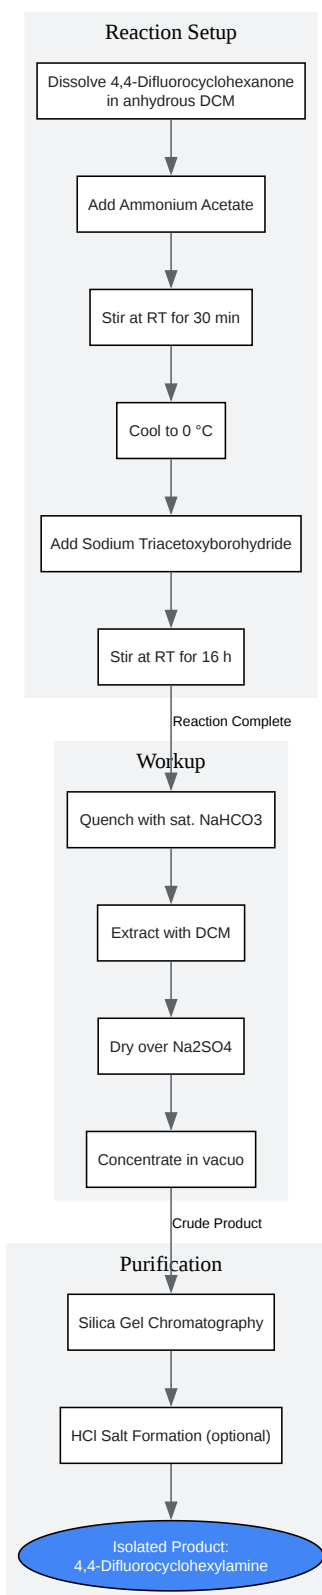 Reaction Setup
Dissolve 4,4-Difluorocyclohexanone
in anhydrous DCM
Add Ammonium Acetate
Stir at RT for 30 min
Cool to 0 °C
Add Sodium Triacetoxyborohydride
Stir at RT for 16 h
Reaction Complete
Workup
Quench with sat. NaHCO3
Extract with DCM
Dry over Na2SO4
Concentrate in vacuo
Crude Product
Purification
Silica Gel Chromatography
HCl Salt Formation (optional)
Isolated Product:
4,4-Difluorocyclohexylamine